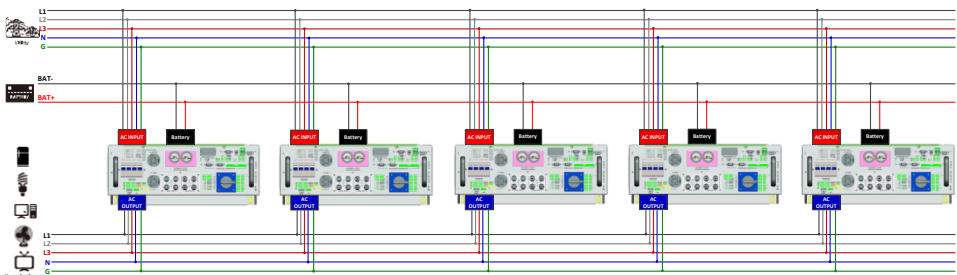 L1
L2
L3
N
G
Utility
BAT-
BAT+
BATTERY
AC INPUT
Battery
AC INPUT
Battery
AC INPUT
Battery
AC INPUT
Battery
AC INPUT
Battery
AC
OUTPUT
AC
OUTPUT
AC
OUTPUT
AC
OUTPUT
AC
OUTPUT
L1
L2
L3
N
G